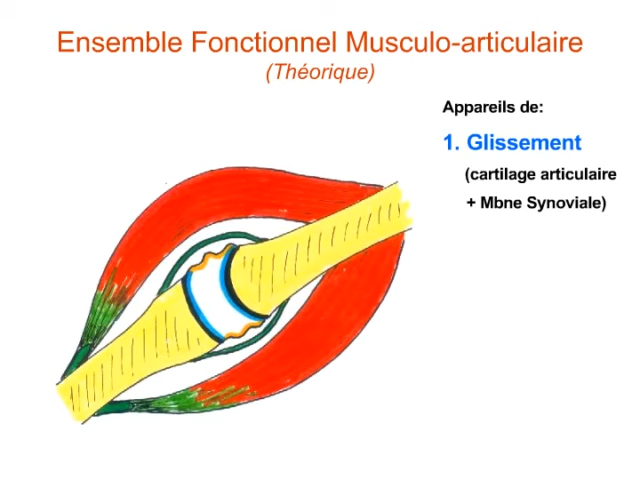 Ensemble Fonctionnel Musculo-articulaire
(Théorique)
Appareils de:
1. Glissement
(cartilage articulaire
+ Mbne Synoviale)